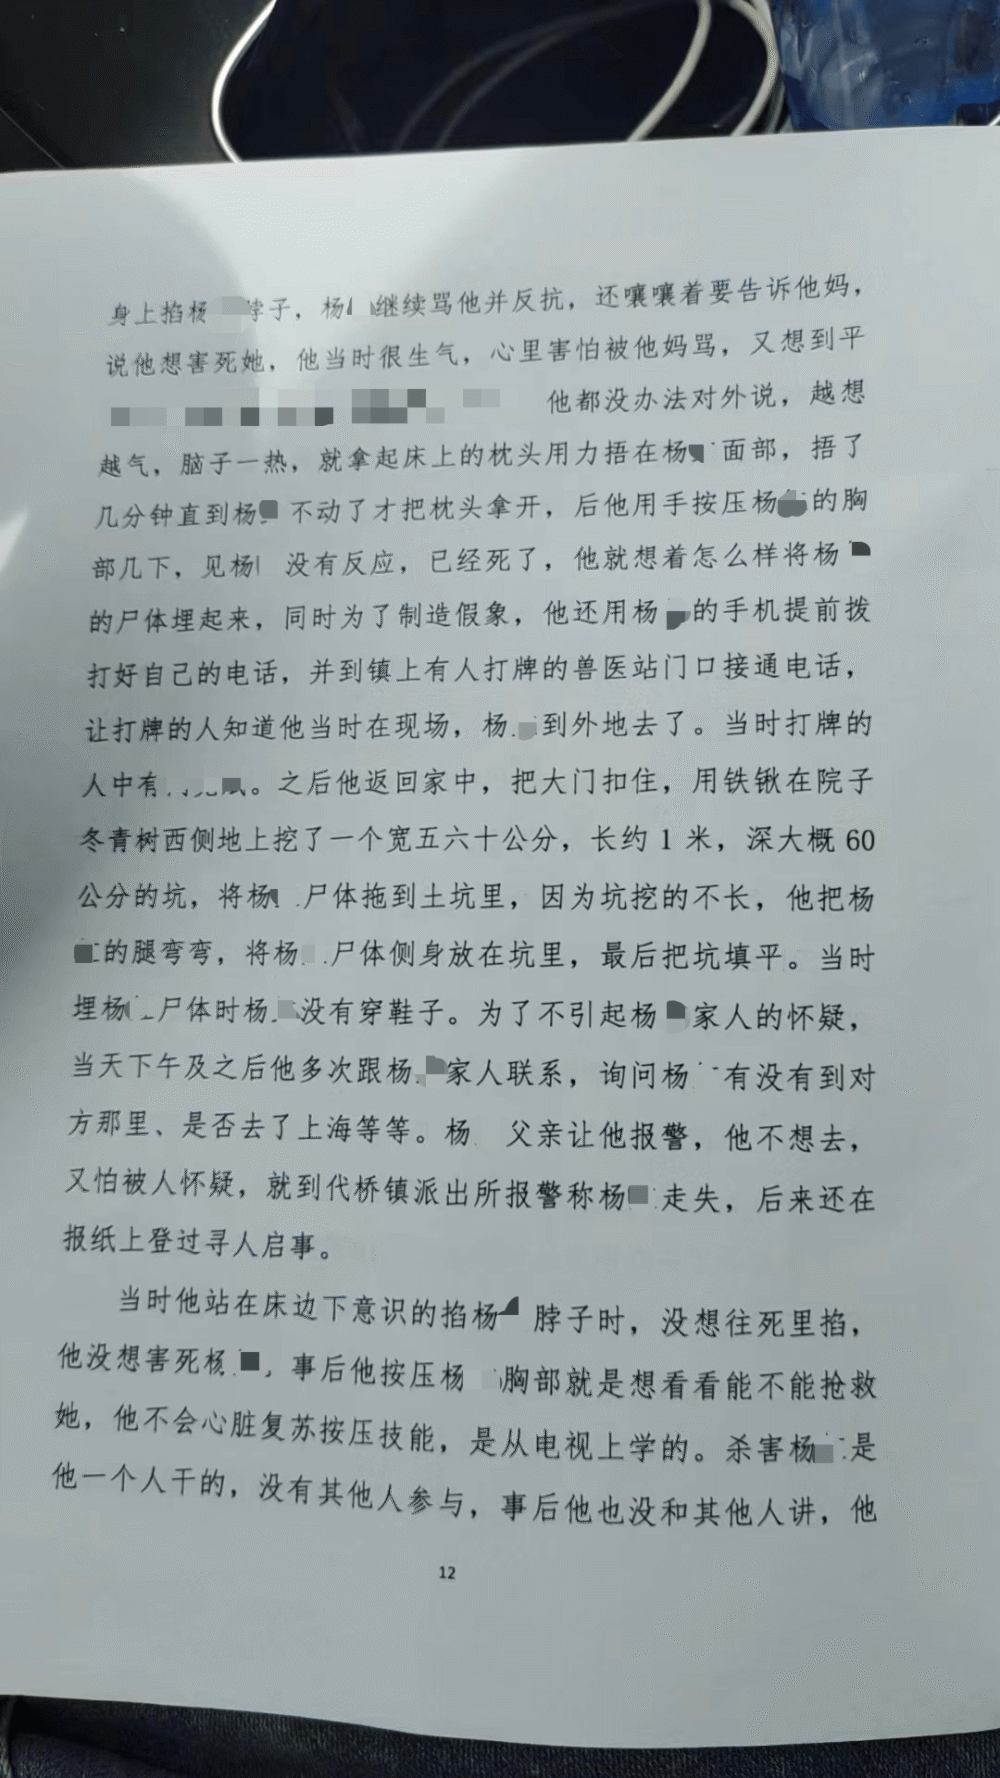 身上掐杨 脖子，杨 继续骂他并反抗，还嚷嚷着要告诉他妈，
说他想害死她，他当时很生气，心里害怕被他妈骂，又想到平
他都没办法对外说，越想
越气，脑子一热，就拿起床上的枕头用力捂在杨 面部，捂了
几分钟直到杨 不动了才把枕头拿开，后他用手按压杨 的胸
部几下，见杨 没有反应，已经死了，他就想着怎么样将杨
的尸体埋起来，同时为了制造假象，他还用杨 的手机提前拨
打好自己的电话，并到镇上有人打牌的兽医站门口接通电话，
让打牌的人知道他当时在现场，杨 到外地去了。当时打牌的
人中有 。之后他返回家中，把大门扣住，用铁锹在院子
冬青树西侧地上挖了一个宽五六十公分，长约 1 米，深大概 60
公分的坑，将杨 尸体拖到土坑里，因为坑挖的不长，他把杨
的腿弯弯，将杨 尸体侧身放在坑里，最后把坑填平。当时
埋杨 尸体时杨 没有穿鞋子。为了不引起杨 家人的怀疑，
当天下午及之后他多次跟杨 家人联系，询问杨 有没有到对
方那里、是否去了上海等等。杨 父亲让他报警，他不想去，
又怕被人怀疑，就到代桥镇派出所报警称杨 走失，后来还在
报纸上登过寻人启事。
当时他站在床边下意识的掐杨 脖子时，没想往死里掐，
他没想害死杨 ，事后他按压杨 胸部就是想看看能不能抢救
她，他不会心脏复苏按压技能，是从电视上学的。杀害杨 是
他一个人干的，没有其他人参与，事后他也没和其他人讲，他
12